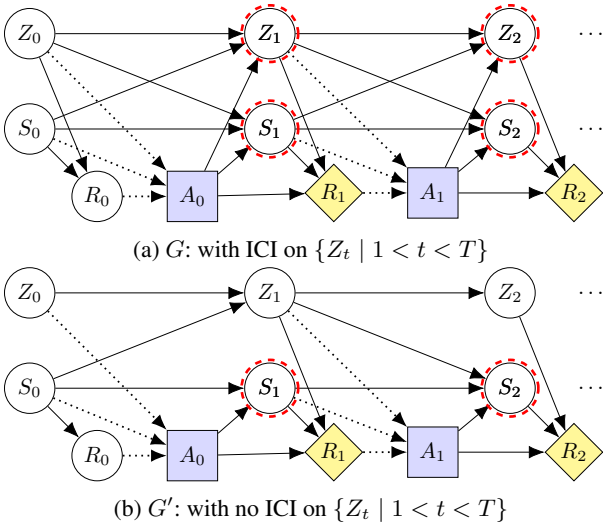 Z₀ Z₁ Z₂ ...
S₀ S₁ S₂ ...
R₀ A₀ R₁ A₁ R₂
(a) G: with ICI on {Zₜ | 1 < t < T}
Z₀ Z₁ Z₂ ...
S₀ S₁ S₂ ...
R₀ A₀ R₁ A₁ R₂
(b) G′: with no ICI on {Zₜ | 1 < t < T}